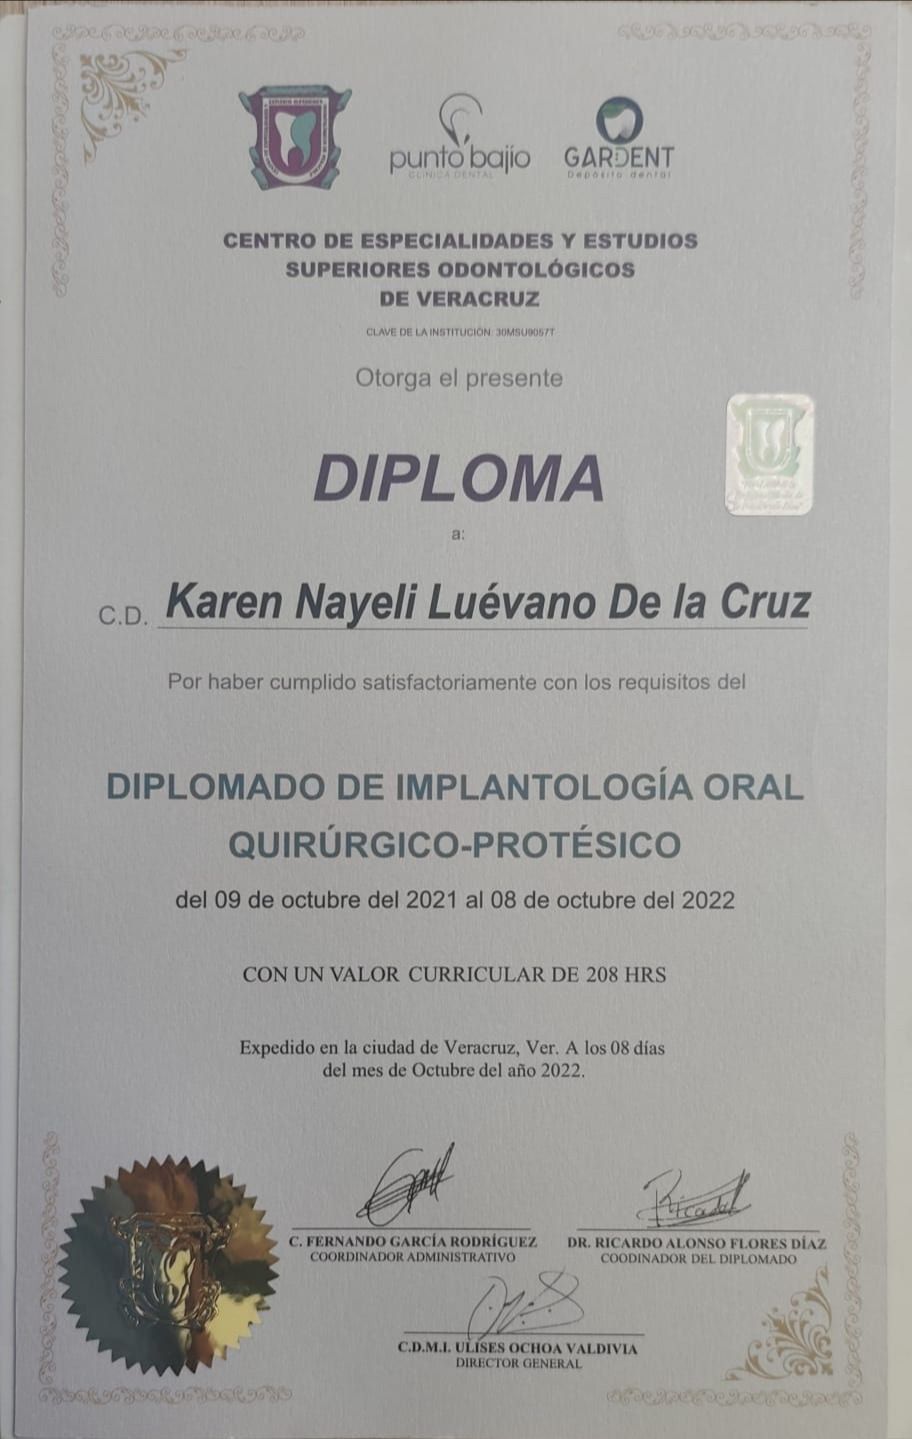 punto bajío
CLÍNICA DENTAL
GARDENT
Depósito dental
CENTRO DE ESPECIALIDADES Y ESTUDIOS
SUPERIORES ODONTOLÓGICOS
DE VERACRUZ
CLAVE DE LA INSTITUCIÓN: 30MSU9057T
Otorga el presente
DIPLOMA
a:
C.D. Karen Nayeli Luévano De la Cruz
Por haber cumplido satisfactoriamente con los requisitos del
DIPLOMADO DE IMPLANTOLOGÍA ORAL
QUIRÚRGICO-PROTÉSICO
del 09 de octubre del 2021 al 08 de octubre del 2022
CON UN VALOR CURRICULAR DE 208 HRS
Expedido en la ciudad de Veracruz, Ver. A los 08 días
del mes de Octubre del año 2022.
C. FERNANDO GARCÍA RODRÍGUEZ
COORDINADOR ADMINISTRATIVO
DR. RICARDO ALONSO FLORES DÍAZ
COODINADOR DEL DIPLOMADO
C.D.M.I. ULISES OCHOA VALDIVIA
DIRECTOR GENERAL